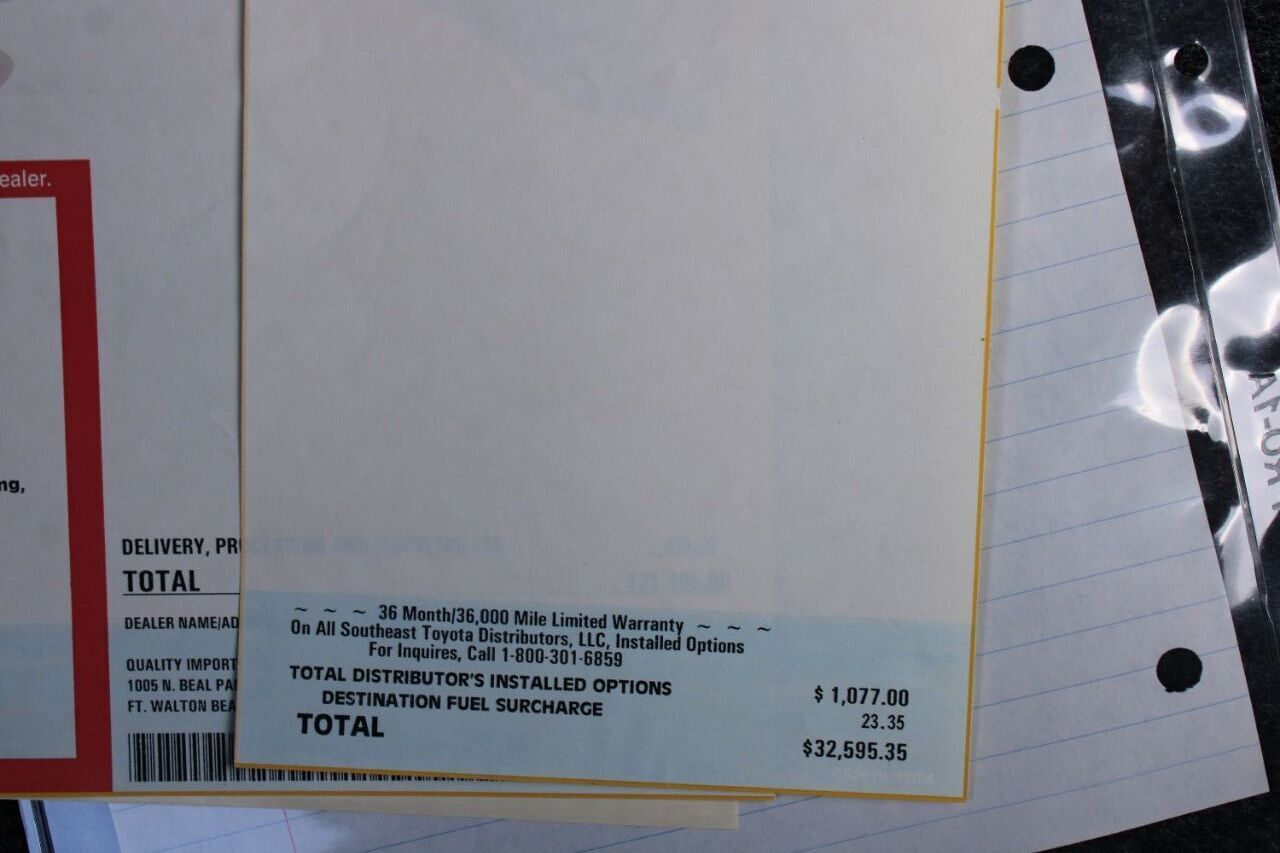 ealer.
ng,
DELIVERY, PR
TOTAL
DEALER NAME/AD
QUALITY IMPORT
1005 N. BEAL PA
FT. WALTON BEA
~ ~ ~ 36 Month/36,000 Mile Limited Warranty ~ ~ ~
On All Southeast Toyota Distributors, LLC, Installed Options
For Inquires, Call 1-800-301-6859
TOTAL DISTRIBUTOR'S INSTALLED OPTIONS $ 1,077.00
DESTINATION FUEL SURCHARGE 23.35
TOTAL $32,595.35